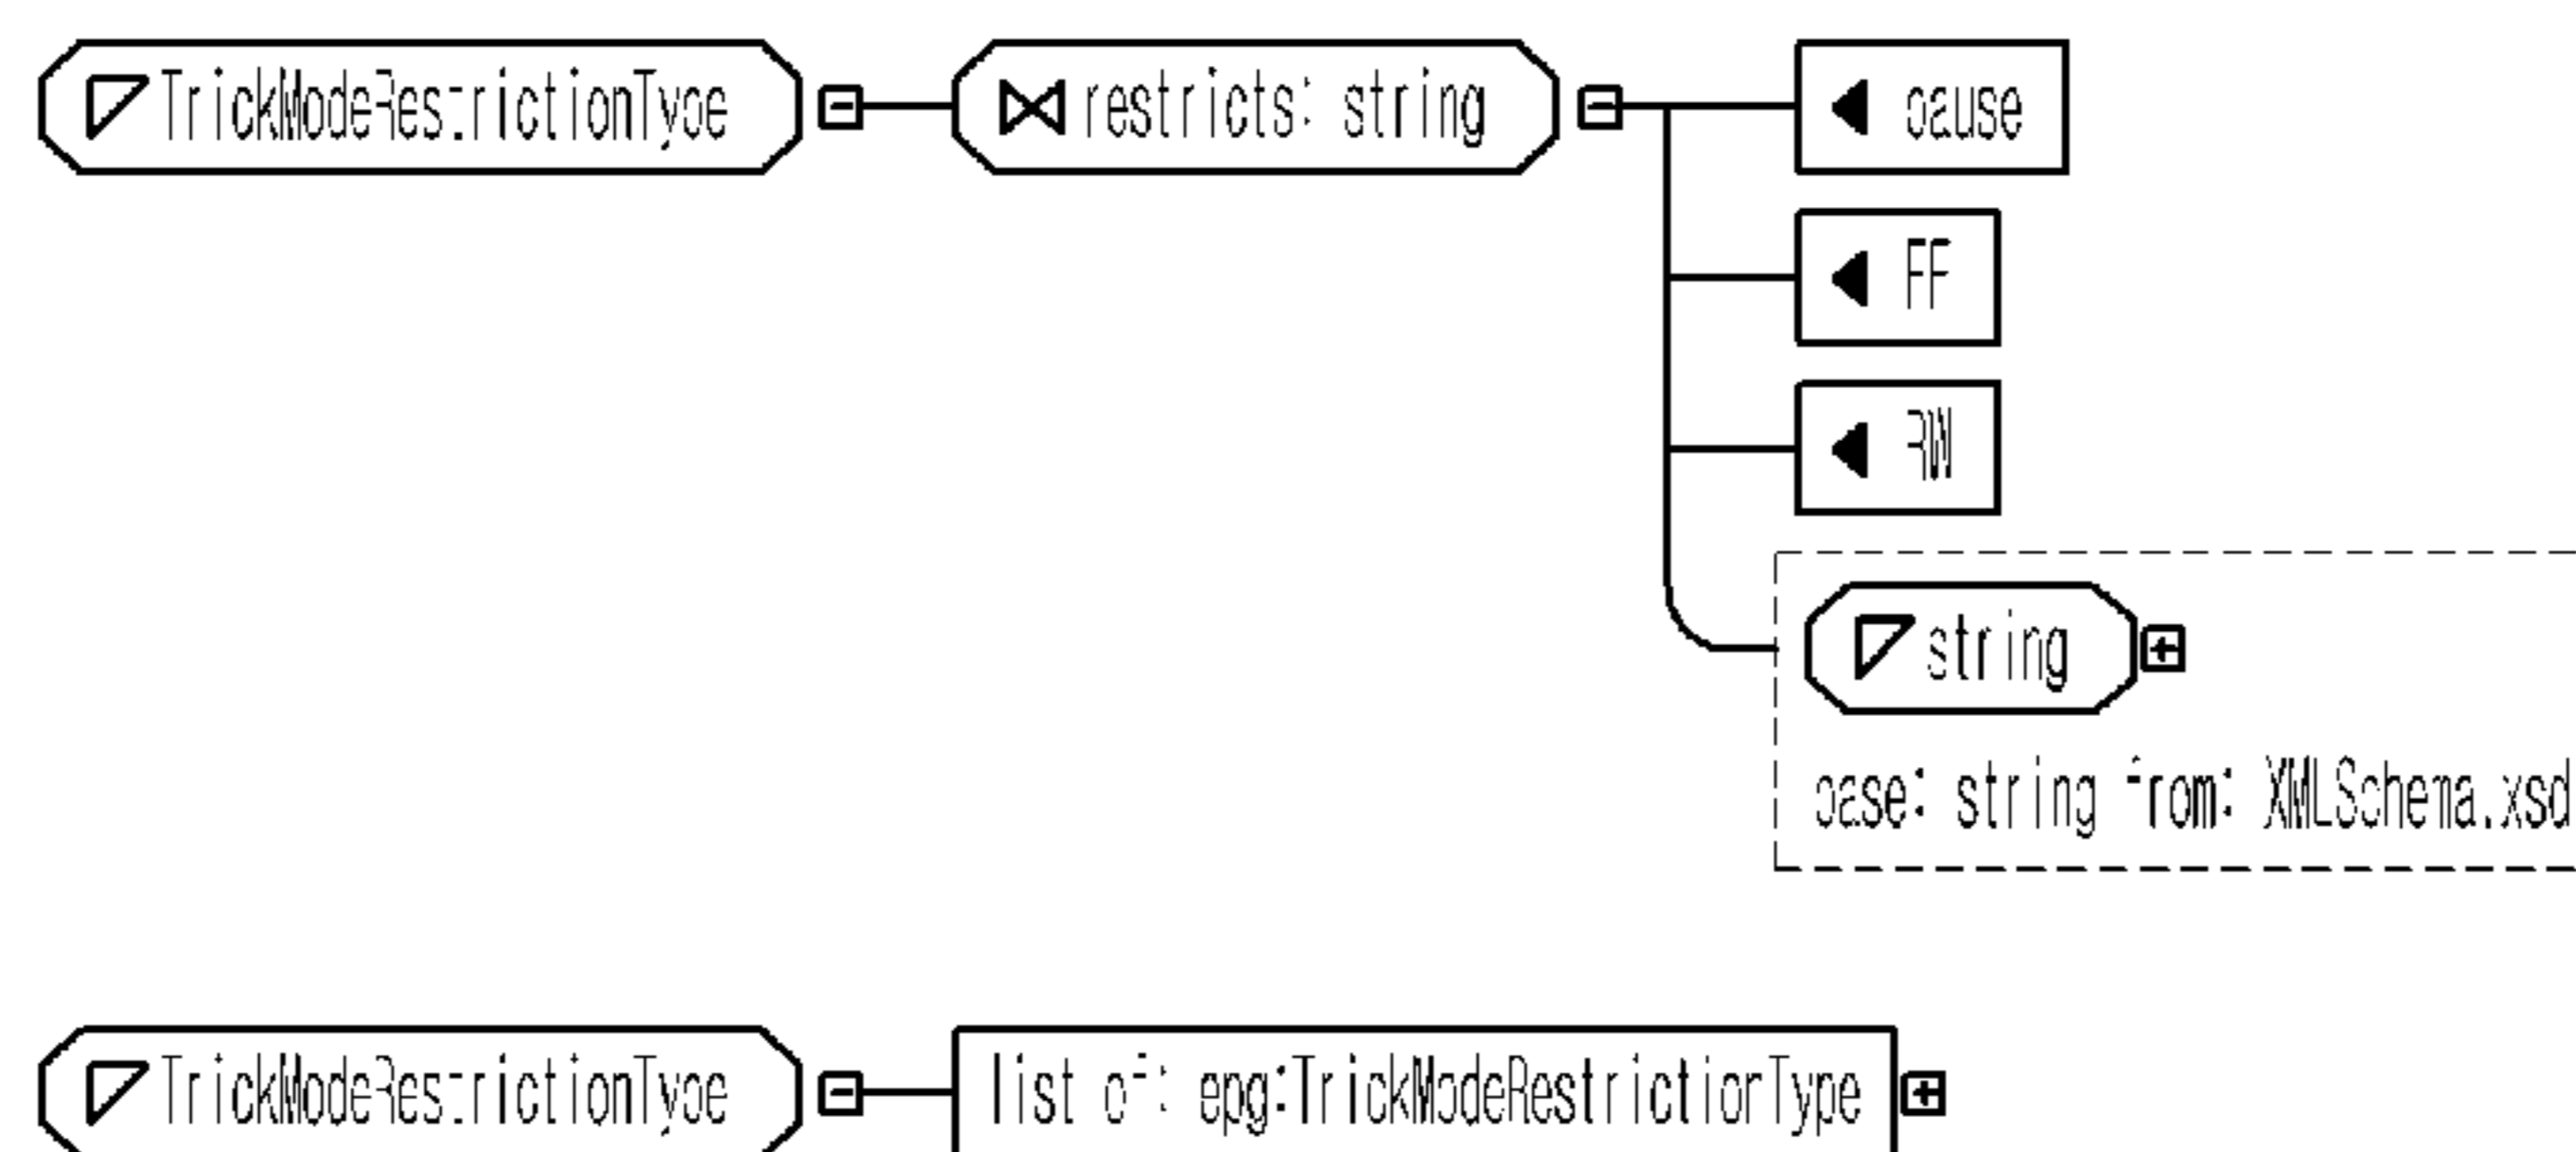 TrickModeRestrictionType
restricts: string
pause
FF
RW
string
base: string from: XMLSchema.xsd
TrickModeRestrictionType
list of: epg:TrickModeRestrictionType